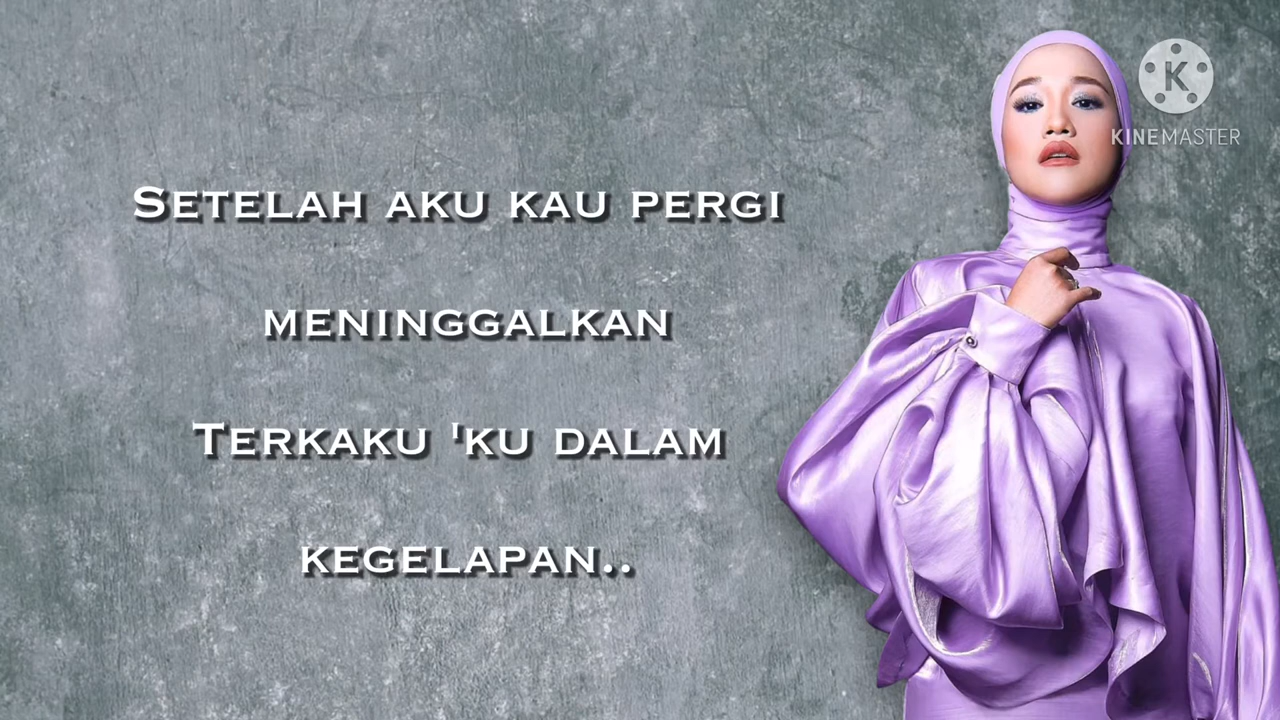 Setelah aku kau pergi
meninggalkan
Terkaku 'ku dalam
kegelapan..
K
KINEMASTER